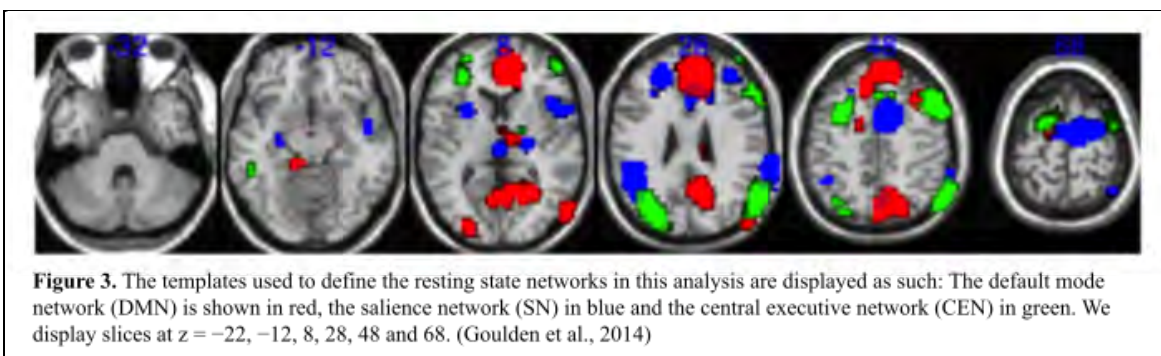 -32 -12 8 28 48 68
Figure 3. The templates used to define the resting state networks in this analysis are displayed as such: The default mode
network (DMN) is shown in red, the salience network (SN) in blue and the central executive network (CEN) in green. We
display slices at z = −22, −12, 8, 28, 48 and 68. (Goulden et al., 2014)